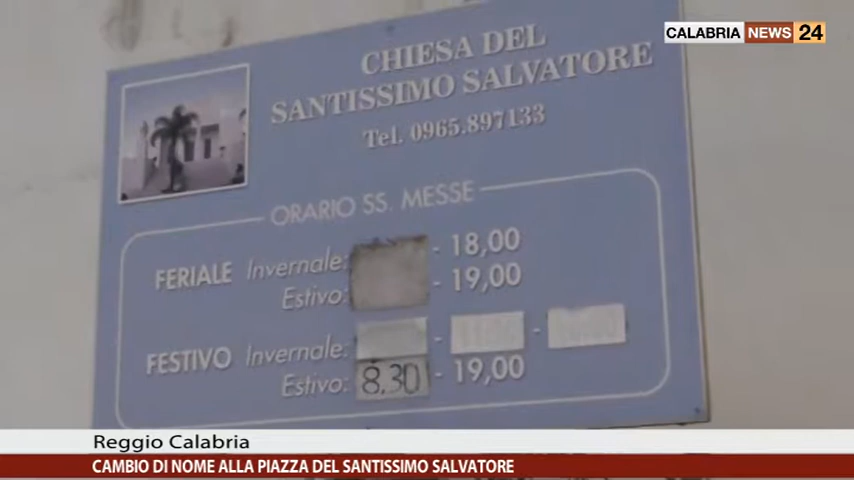 CALABRIA NEWS 24
CHIESA DEL
SANTISSIMO SALVATORE
Tel. 0965.897133
ORARIO SS. MESSE
FERIALE Invernale: - 18,00
Estivo: - 19,00
FESTIVO Invernale: - -
Estivo: 8.30 - 19,00
Reggio Calabria
CAMBIO DI NOME ALLA PIAZZA DEL SANTISSIMO SALVATORE